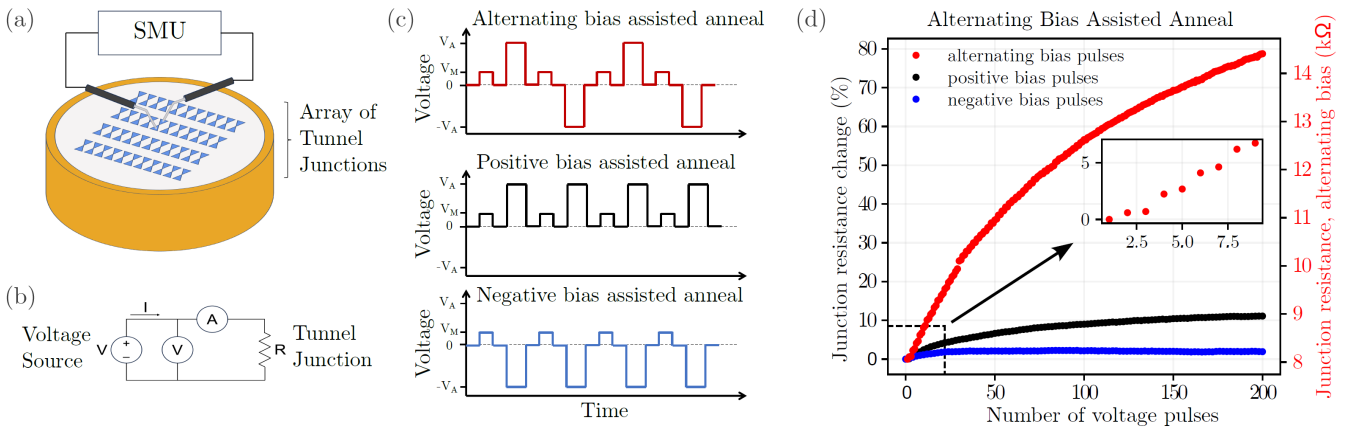 (a)
SMU
Array of
Tunnel
Junctions
(b)
I
A
Voltage
Source
V
+
−
V
R
Tunnel
Junction
(c)
Alternating bias assisted anneal
Voltage
V_A
V_M
0
-V_A
Positive bias assisted anneal
Voltage
V_A
V_M
0
-V_A
Negative bias assisted anneal
Voltage
V_A
V_M
0
-V_A
Time
(d)
Alternating Bias Assisted Anneal
Junction resistance change (%)
80
70
60
50
40
30
20
10
0
alternating bias pulses
positive bias pulses
negative bias pulses
5
0
2.5
5.0
7.5
0
50
100
150
200
Number of voltage pulses
14
13
12
11
10
9
8
Junction resistance, alternating bias (kΩ)